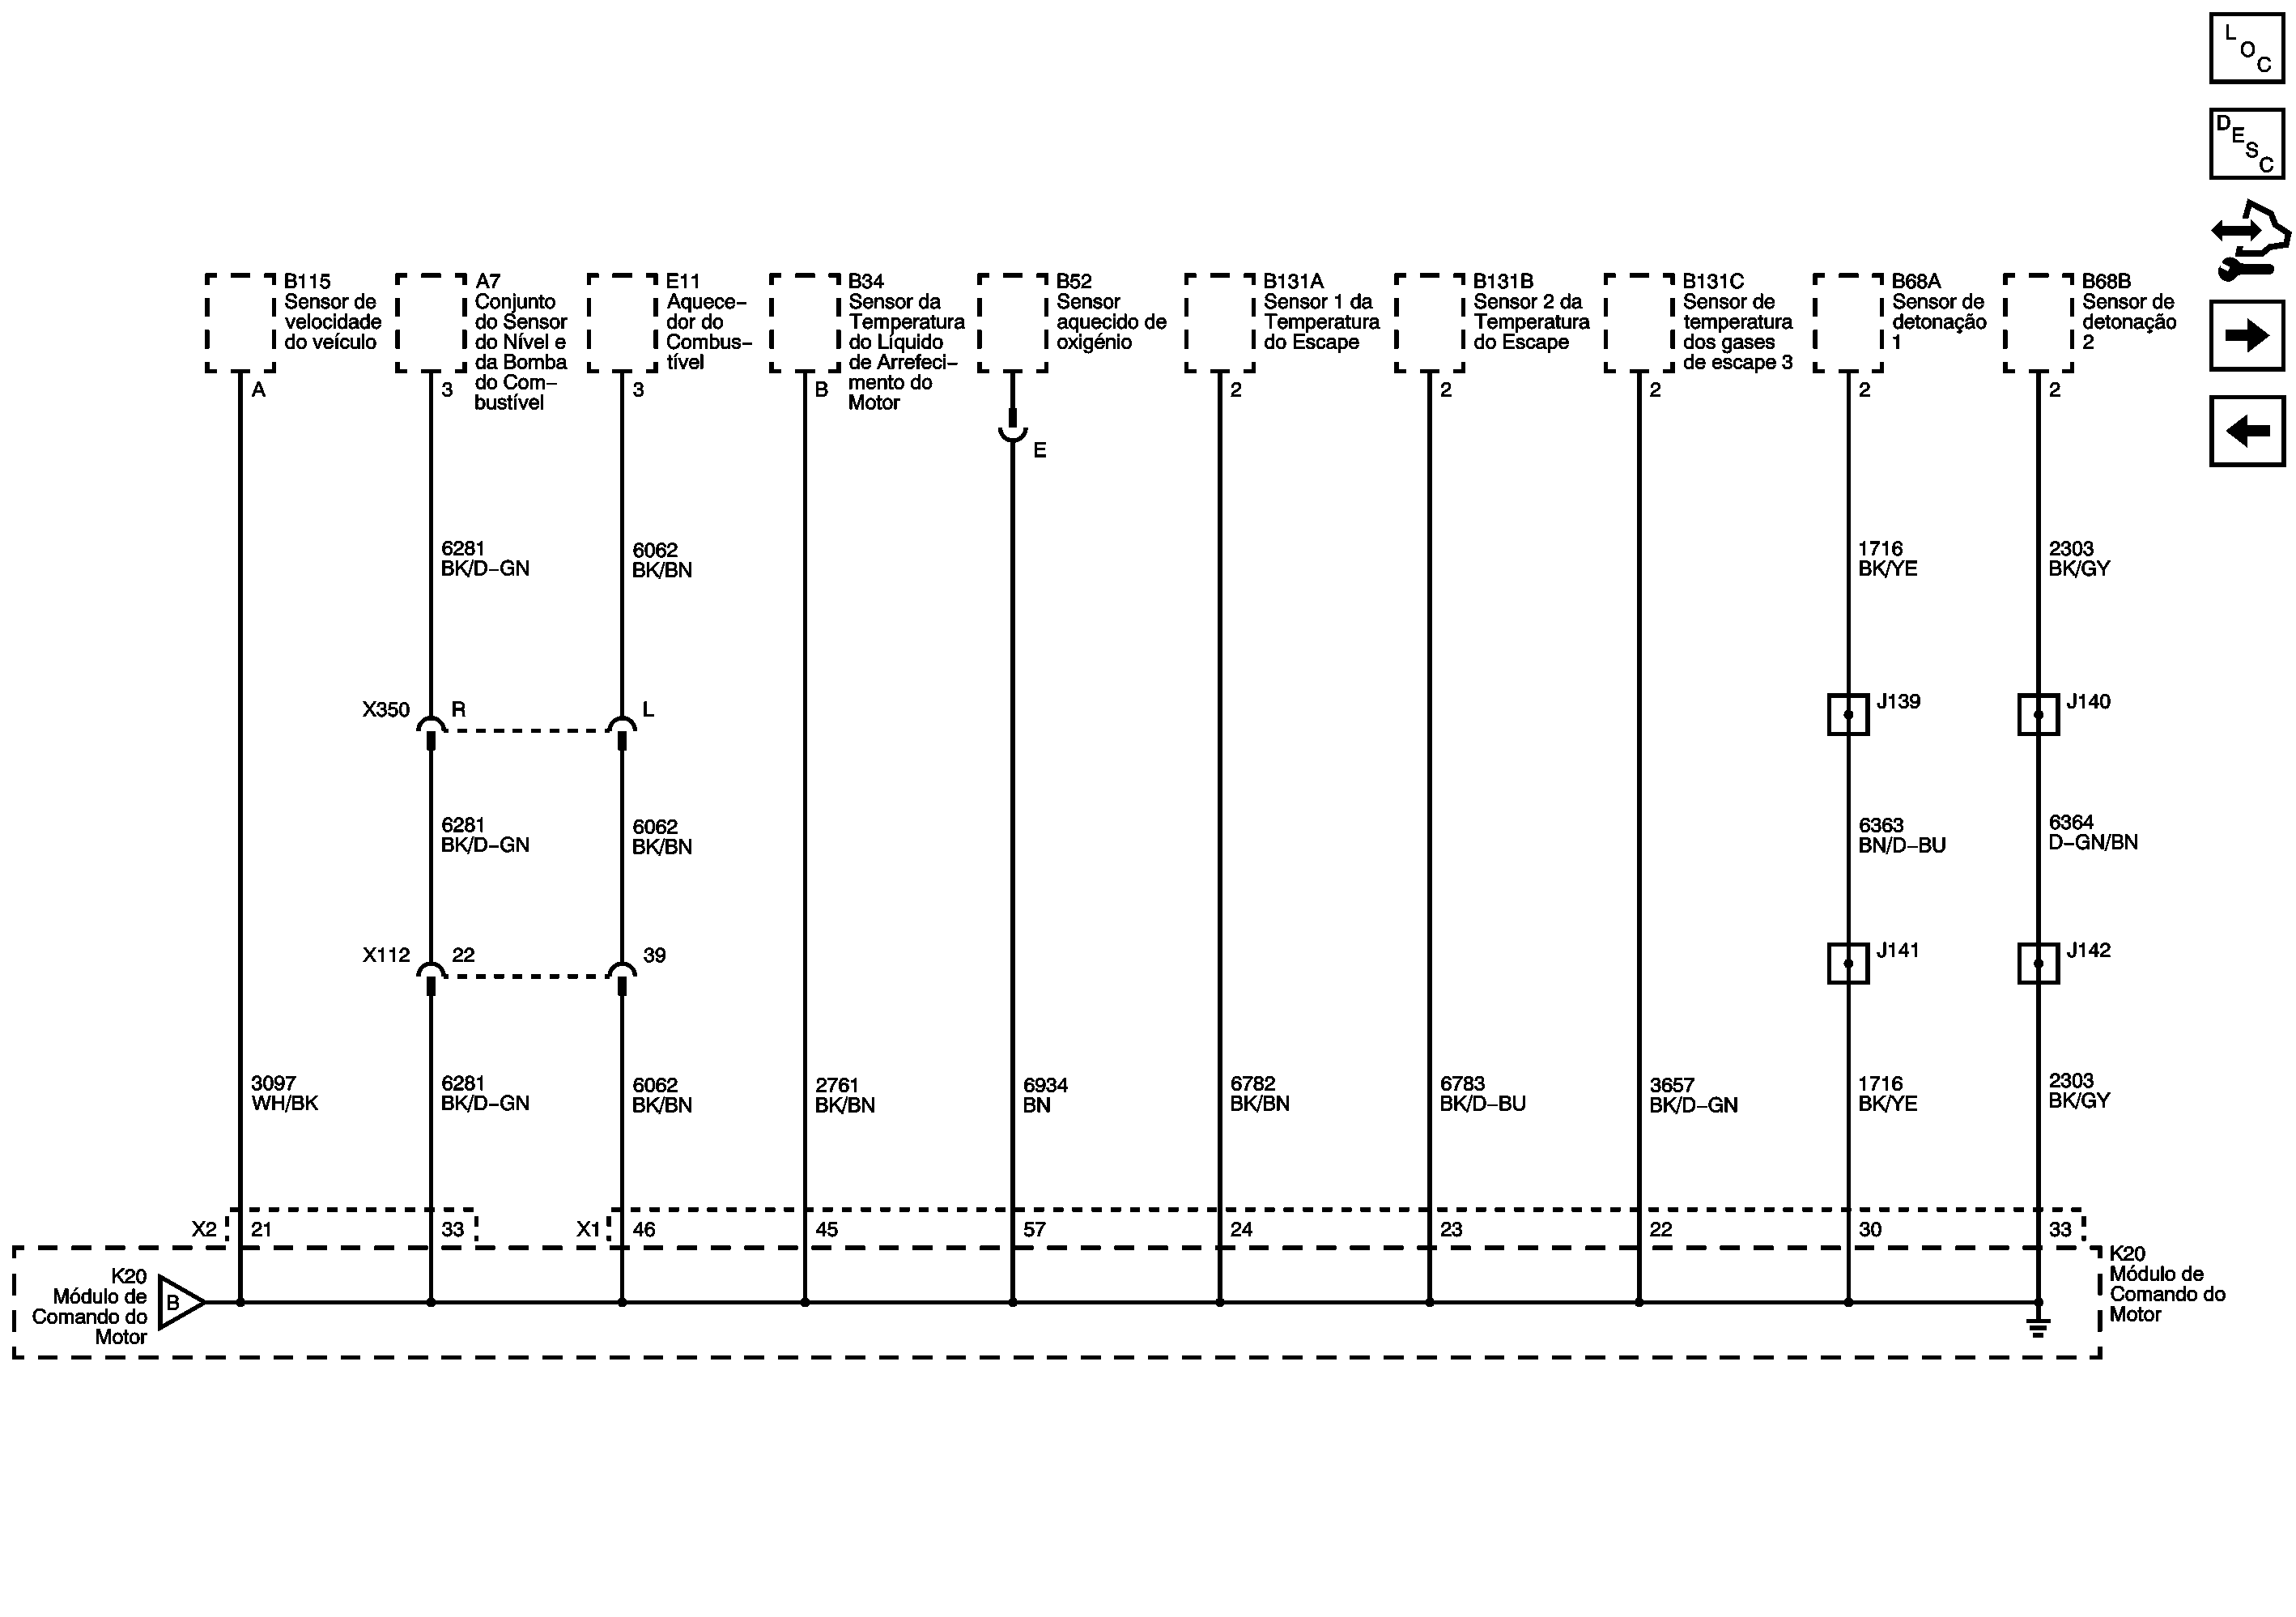 L O C
D E S C
B115
Sensor de
velocidade
do veículo
A
A7
Conjunto
do Sensor
do Nível e
da Bomba
do Com–
bustível
3
E11
Aquece–
dor do
Combus–
tível
3
B34
Sensor da
Temperatura
do Líquido
de Arrefeci–
mento do
Motor
B
B52
Sensor
aquecido de
oxigénio
E
B131A
Sensor 1 da
Temperatura
do Escape
2
B131B
Sensor 2 da
Temperatura
do Escape
2
B131C
Sensor de
temperatura
dos gases
de escape 3
2
B68A
Sensor de
detonação
1
2
B68B
Sensor de
detonação
2
2
6281
BK/D–GN
6062
BK/BN
1716
BK/YE
2303
BK/GY
X350
R
L
J139
J140
6281
BK/D–GN
6062
BK/BN
6363
BN/D–BU
6364
D–GN/BN
X112
22
39
J141
J142
3097
WH/BK
6281
BK/D–GN
6062
BK/BN
2761
BK/BN
6934
BN
6782
BK/BN
6783
BK/D–BU
3657
BK/D–GN
1716
BK/YE
2303
BK/GY
X2
21
33
X1
46
45
57
24
23
22
30
33
K20
Módulo de
Comando do
Motor
B
K20
Módulo de
Comando do
Motor